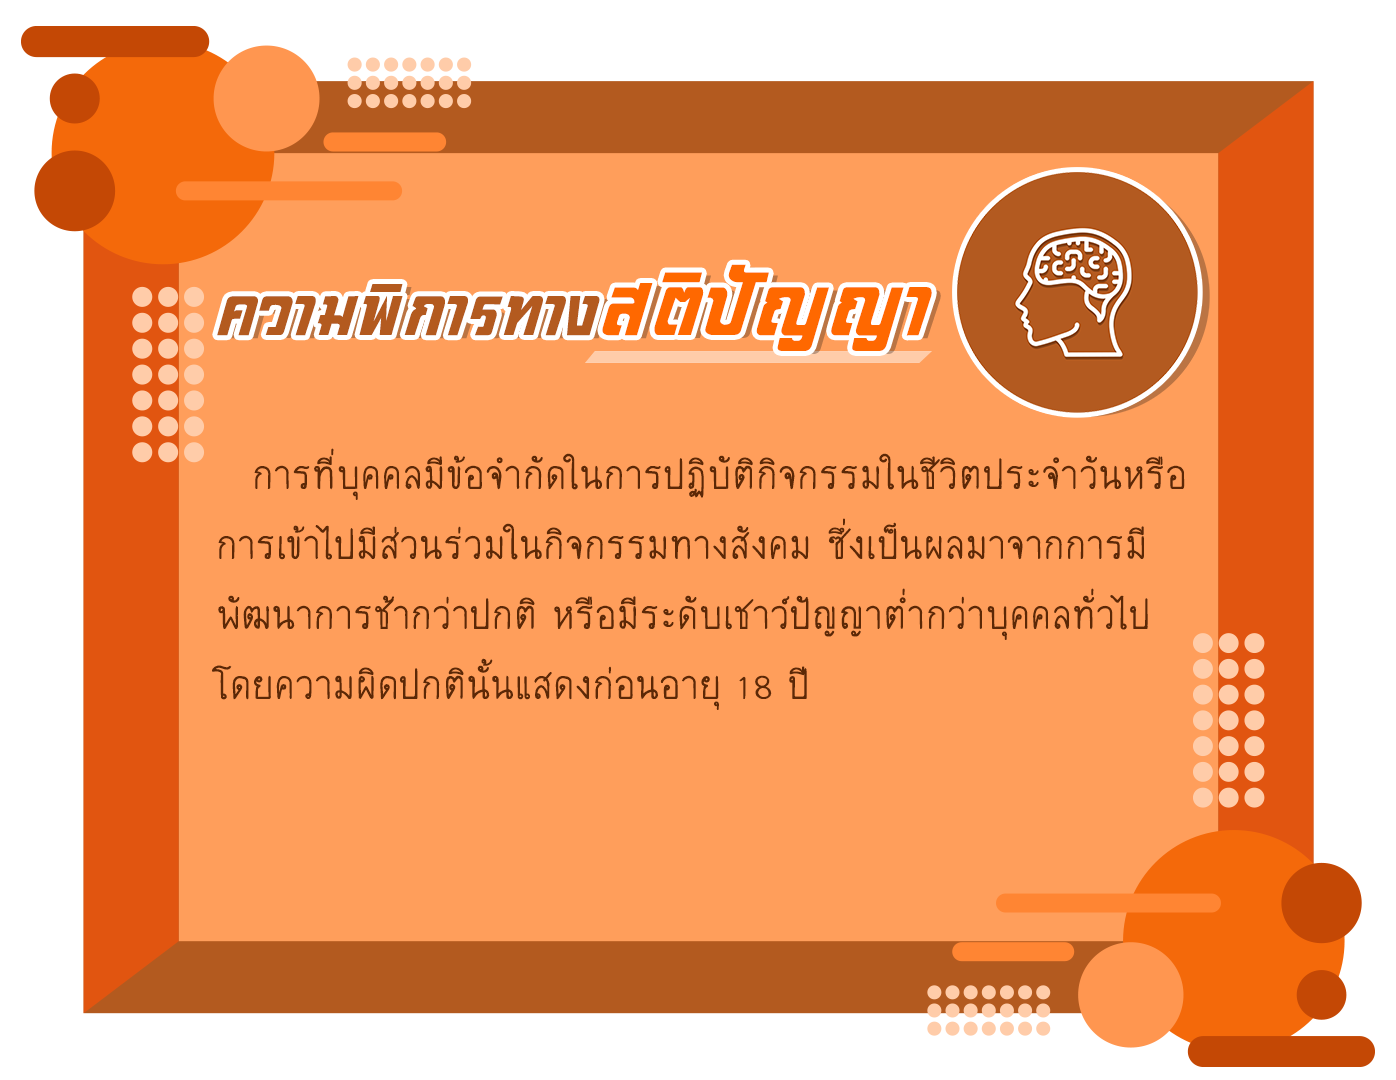 ความพิการทางสติปัญญา
การที่บุคคลมีข้อจำกัดในการปฏิบัติกิจกรรมในชีวิตประจำวันหรือ
การเข้าไปมีส่วนร่วมในกิจกรรมทางสังคม ซึ่งเป็นผลมาจากการมี
พัฒนาการช้ากว่าปกติ หรือมีระดับเชาว์ปัญญาต่ำกว่าบุคคลทั่วไป
โดยความผิดปกตินั้นแสดงก่อนอายุ 18 ปี